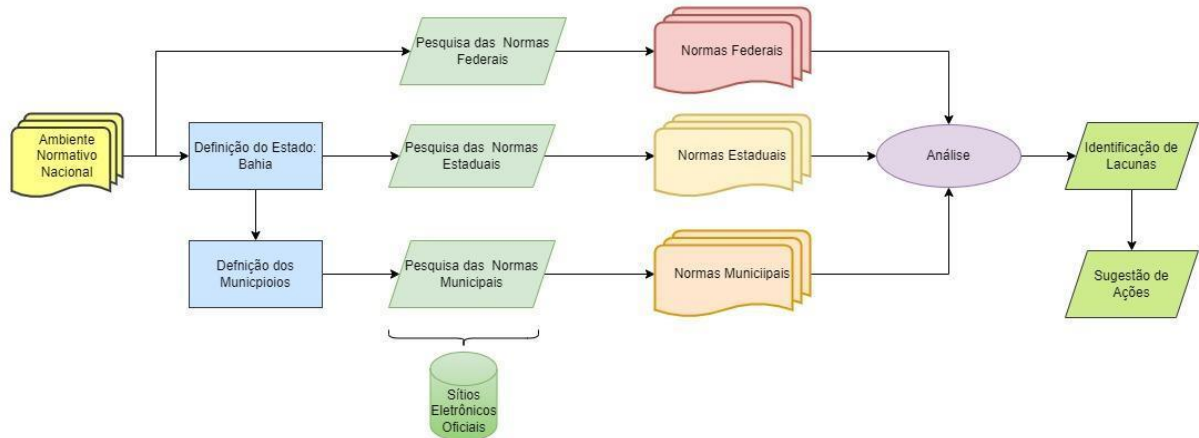 Pesquisa das Normas
Federais
Normas Federais
Ambiente
Normativo
Nacional
Definição do Estado:
Bahia
Pesquisa das Normas
Estaduais
Normas Estaduais
Análise
Identificação de
Lacunas
Defnição dos
Municpioios
Pesquisa das Normas
Municipais
Normas Municiipais
Sugestão de
Ações
Sítios
Eletrônicos
Oficiais